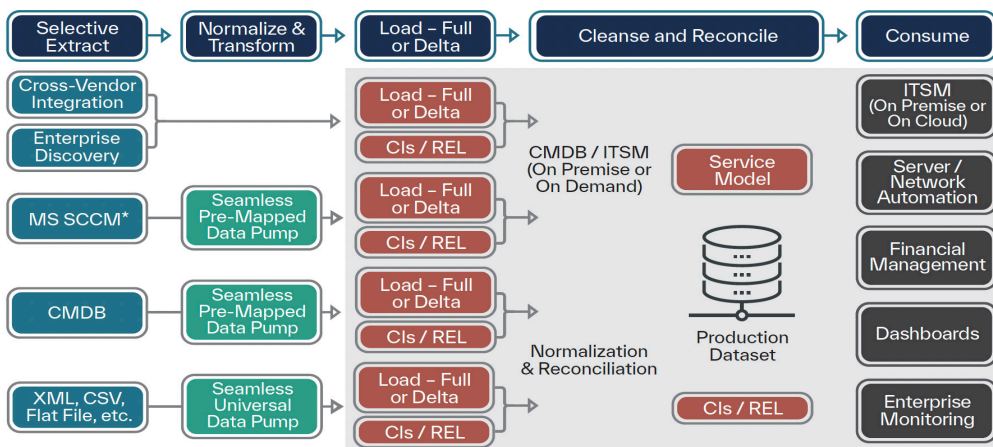 Selective
Extract
Normalize &
Transform
Load – Full
or Delta
Cleanse and Reconcile
Consume
Cross-Vendor
Integration
Enterprise
Discovery
Load – Full
or Delta
CIs / REL
MS SCCM*
Seamless
Pre-Mapped
Data Pump
Load – Full
or Delta
CIs / REL
CMDB
Seamless
Pre-Mapped
Data Pump
Load – Full
or Delta
CIs / REL
XML, CSV,
Flat File, etc.
Seamless
Universal
Data Pump
Load – Full
or Delta
CIs / REL
CMDB / ITSM
(On Premise or
On Demand)
Service
Model
Production
Dataset
Normalization
& Reconciliation
CIs / REL
ITSM
(On Premise or
On Cloud)
Server /
Network
Automation
Financial
Management
Dashboards
Enterprise
Monitoring